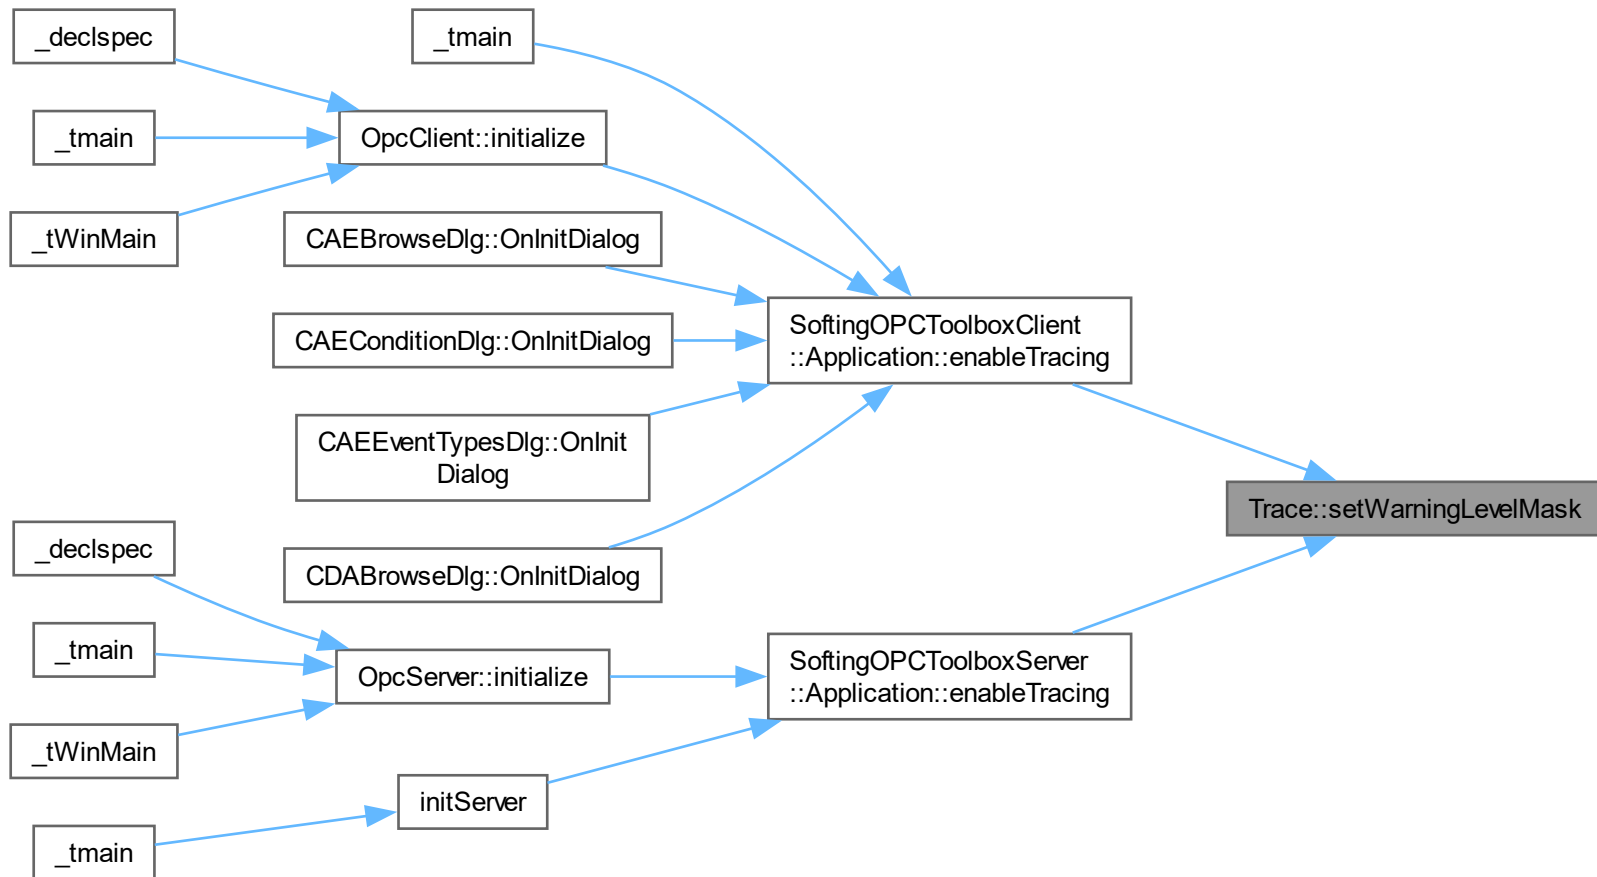 _declspec
_tmain
_tmain
OpcClient::initialize
_tWinMain
CAEBrowseDlg::OnInitDialog
SoftingOPCToolboxClient
::Application::enableTracing
CAEConditionDlg::OnInitDialog
CAEEventTypesDlg::OnInit
Dialog
Trace::setWarningLevelMask
_declspec
CDABrowseDlg::OnInitDialog
_tmain
OpcServer::initialize
SoftingOPCToolboxServer
::Application::enableTracing
_tWinMain
initServer
_tmain